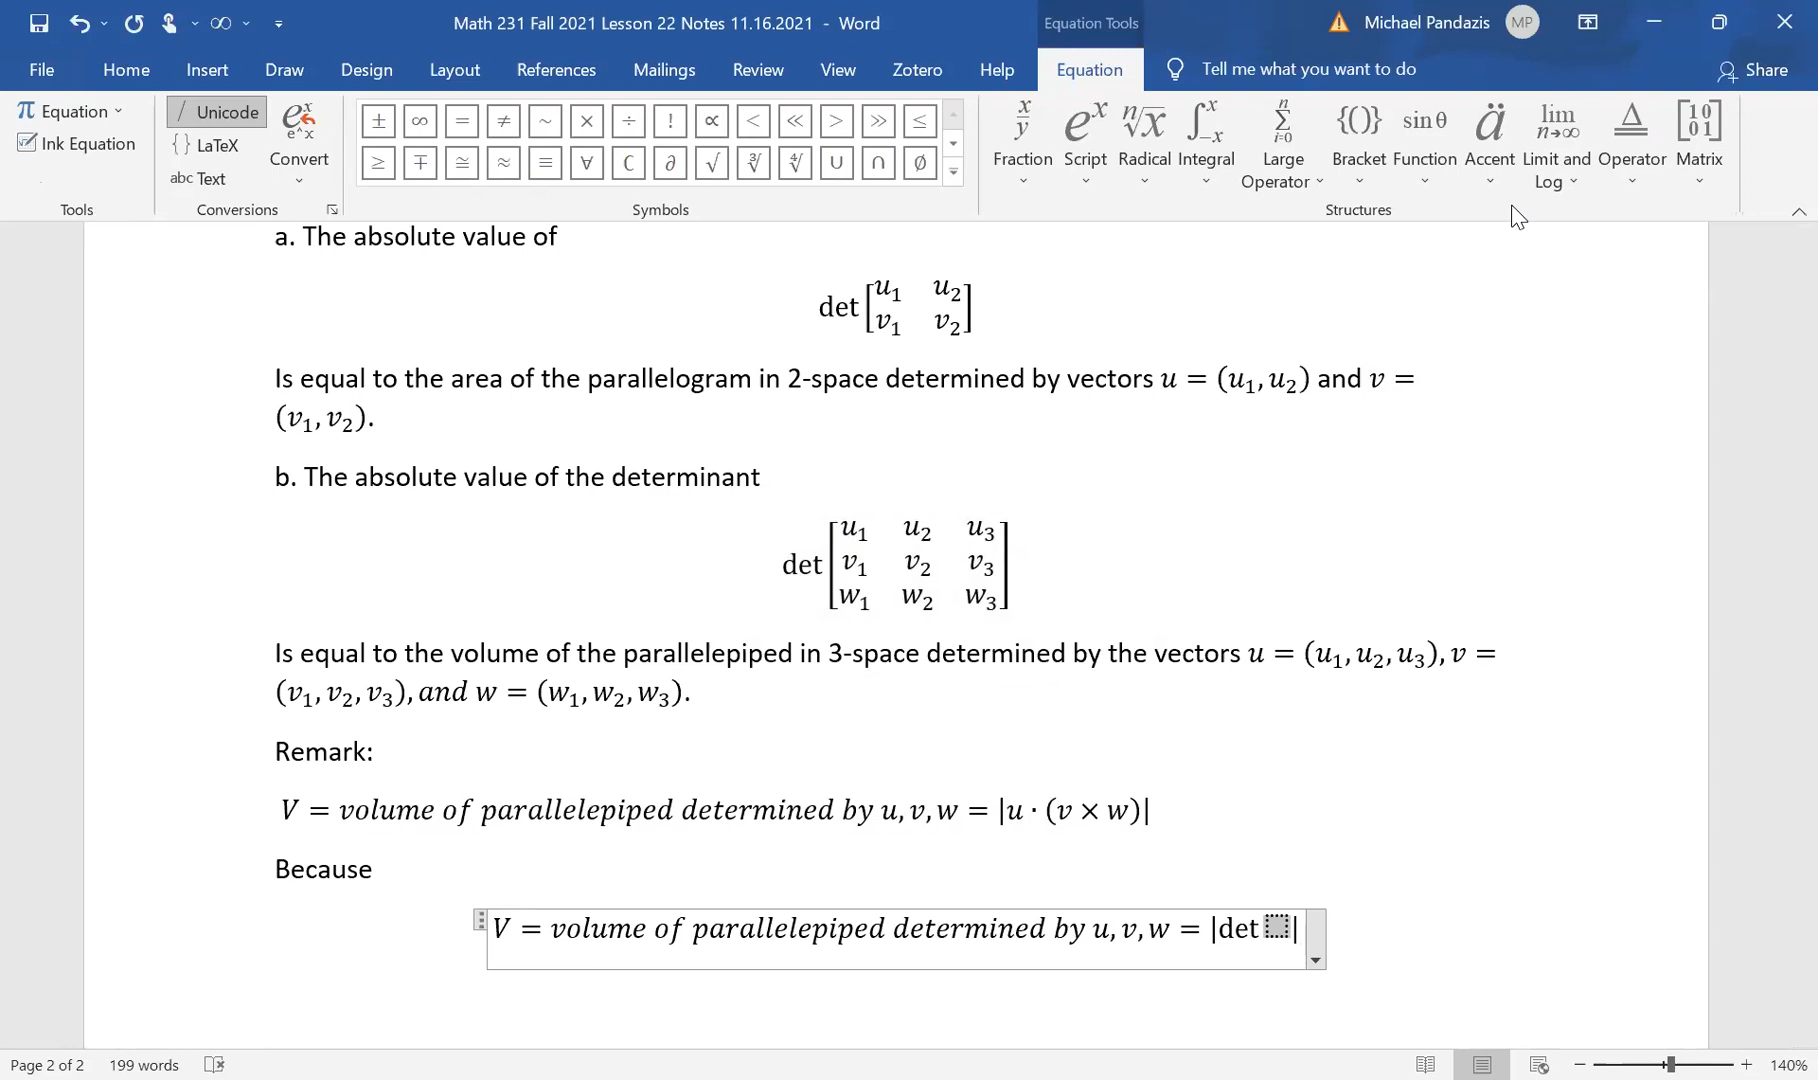 Math 231 Fall 2021 Lesson 22 Notes 11.16.2021 - Word
Equation Tools
Michael Pandazis MP
File Home Insert Draw Design Layout References Mailings Review View Zotero Help Equation Tell me what you want to do Share
π Equation
Ink Equation
Tools
Unicode
{} LaTeX
abc Text
Convert
Conversions
± ∞ = ≠ ~ × ÷ ! ∝ < ≪ > ≫ ≤
≥ ∓ ≅ ≈ ≡ ∀ ∁ ∂ √ ∛ ∜ ∪ ∩ ∅
Symbols
Fraction Script Radical Integral Large Operator Bracket Function Accent Limit and Log Operator Matrix
Structures
a. The absolute value of
det [u₁ u₂
v₁ v₂]
Is equal to the area of the parallelogram in 2-space determined by vectors u = (u₁, u₂) and v =
(v₁, v₂).
b. The absolute value of the determinant
det [u₁ u₂ u₃
v₁ v₂ v₃
w₁ w₂ w₃]
Is equal to the volume of the parallelepiped in 3-space determined by the vectors u = (u₁, u₂, u₃), v =
(v₁, v₂, v₃), and w = (w₁, w₂, w₃).
Remark:
V = volume of parallelepiped determined by u, v, w = |u · (v × w)|
Because
V = volume of parallelepiped determined by u, v, w = |det |
Page 2 of 2 199 words 140%